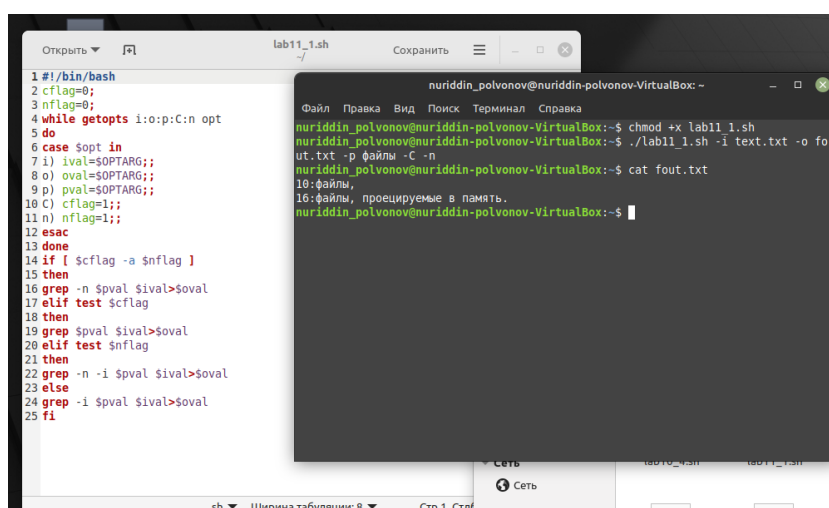 Открыть
lab11_1.sh
~/
Сохранить
1 #!/bin/bash
2 cflag=0;
3 nflag=0;
4 while getopts i:o:p:C:n opt
5 do
6 case $opt in
7 i) ival=$OPTARG;;
8 o) oval=$OPTARG;;
9 p) pval=$OPTARG;;
10 C) cflag=1;;
11 n) nflag=1;;
12 esac
13 done
14 if [ $cflag -a $nflag ]
15 then
16 grep -n $pval $ival>$oval
17 elif test $cflag
18 then
19 grep $pval $ival>$oval
20 elif test $nflag
21 then
22 grep -n -i $pval $ival>$oval
23 else
24 grep -i $pval $ival>$oval
25 fi
nuriddin_polvonov@nuriddin-polvonov-VirtualBox: ~
Файл Правка Вид Поиск Терминал Справка
nuriddin_polvonov@nuriddin-polvonov-VirtualBox:~$ chmod +x lab11_1.sh
nuriddin_polvonov@nuriddin-polvonov-VirtualBox:~$ ./lab11_1.sh -i text.txt -o fo
ut.txt -p файлы -C -n
nuriddin_polvonov@nuriddin-polvonov-VirtualBox:~$ cat fout.txt
10:файлы,
16:файлы, проецируемые в память.
nuriddin_polvonov@nuriddin-polvonov-VirtualBox:~$
Сеть
Сеть
sh Ширина табуляции: 8 Стр 1,